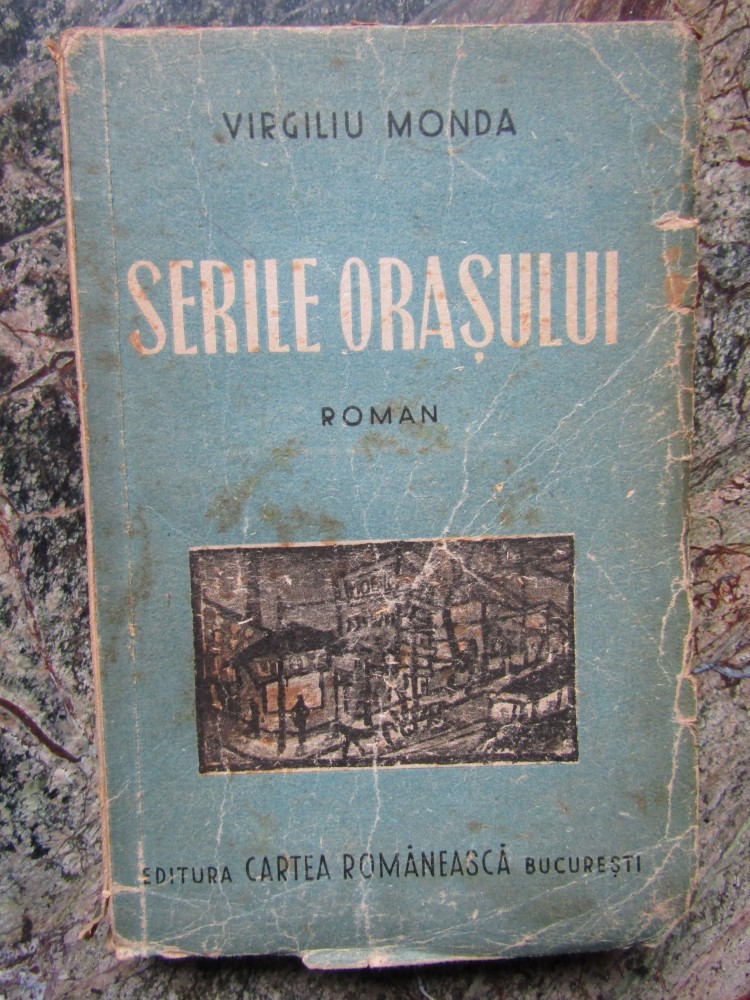 VIRGILIU MONDA
SERILE ORAȘULUI
ROMAN
EDITURA CARTEA ROMÂNEASCĂ BUCUREȘTI